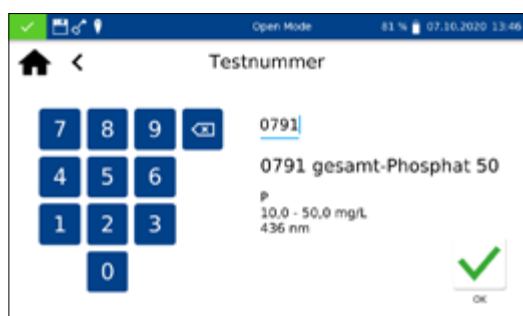 Open Mode 81 % 07.10.2020 13:46
Testnummer
7 8 9
0791
4 5 6
0791 gesamt-Phosphat 50
P
10,0 - 50,0 mg/L
1 2 3
436 nm
0
OK